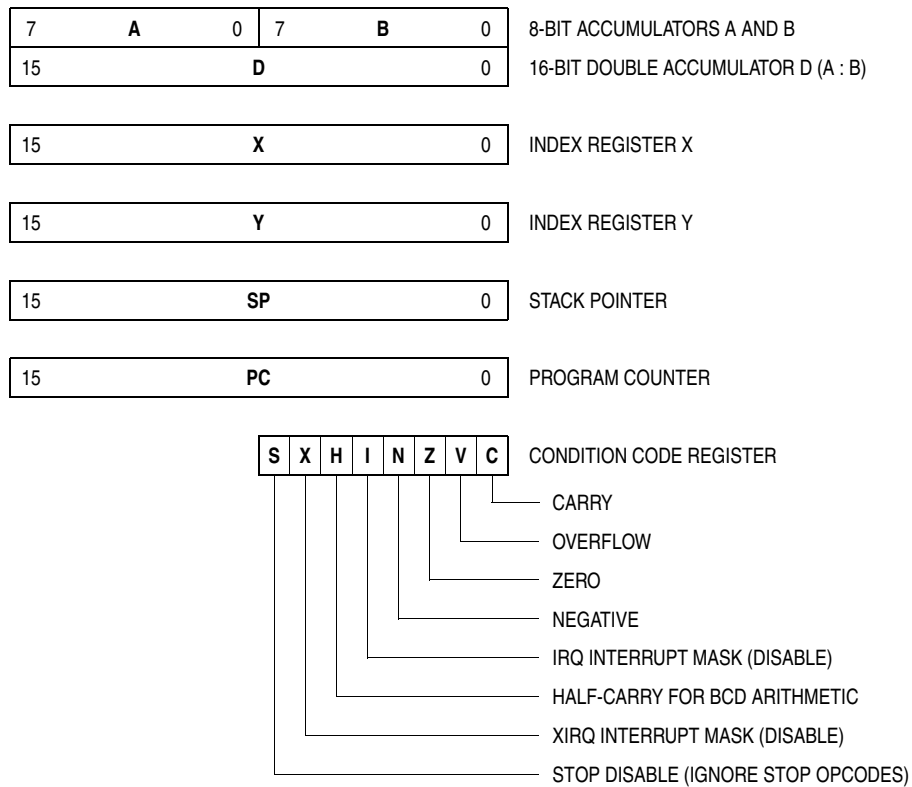 7 A 0 7 B 0 8-BIT ACCUMULATORS A AND B
15 D 0 16-BIT DOUBLE ACCUMULATOR D (A : B)
15 X 0 INDEX REGISTER X
15 Y 0 INDEX REGISTER Y
15 SP 0 STACK POINTER
15 PC 0 PROGRAM COUNTER
S X H I N Z V C CONDITION CODE REGISTER
CARRY
OVERFLOW
ZERO
NEGATIVE
IRQ INTERRUPT MASK (DISABLE)
HALF-CARRY FOR BCD ARITHMETIC
XIRQ INTERRUPT MASK (DISABLE)
STOP DISABLE (IGNORE STOP OPCODES)